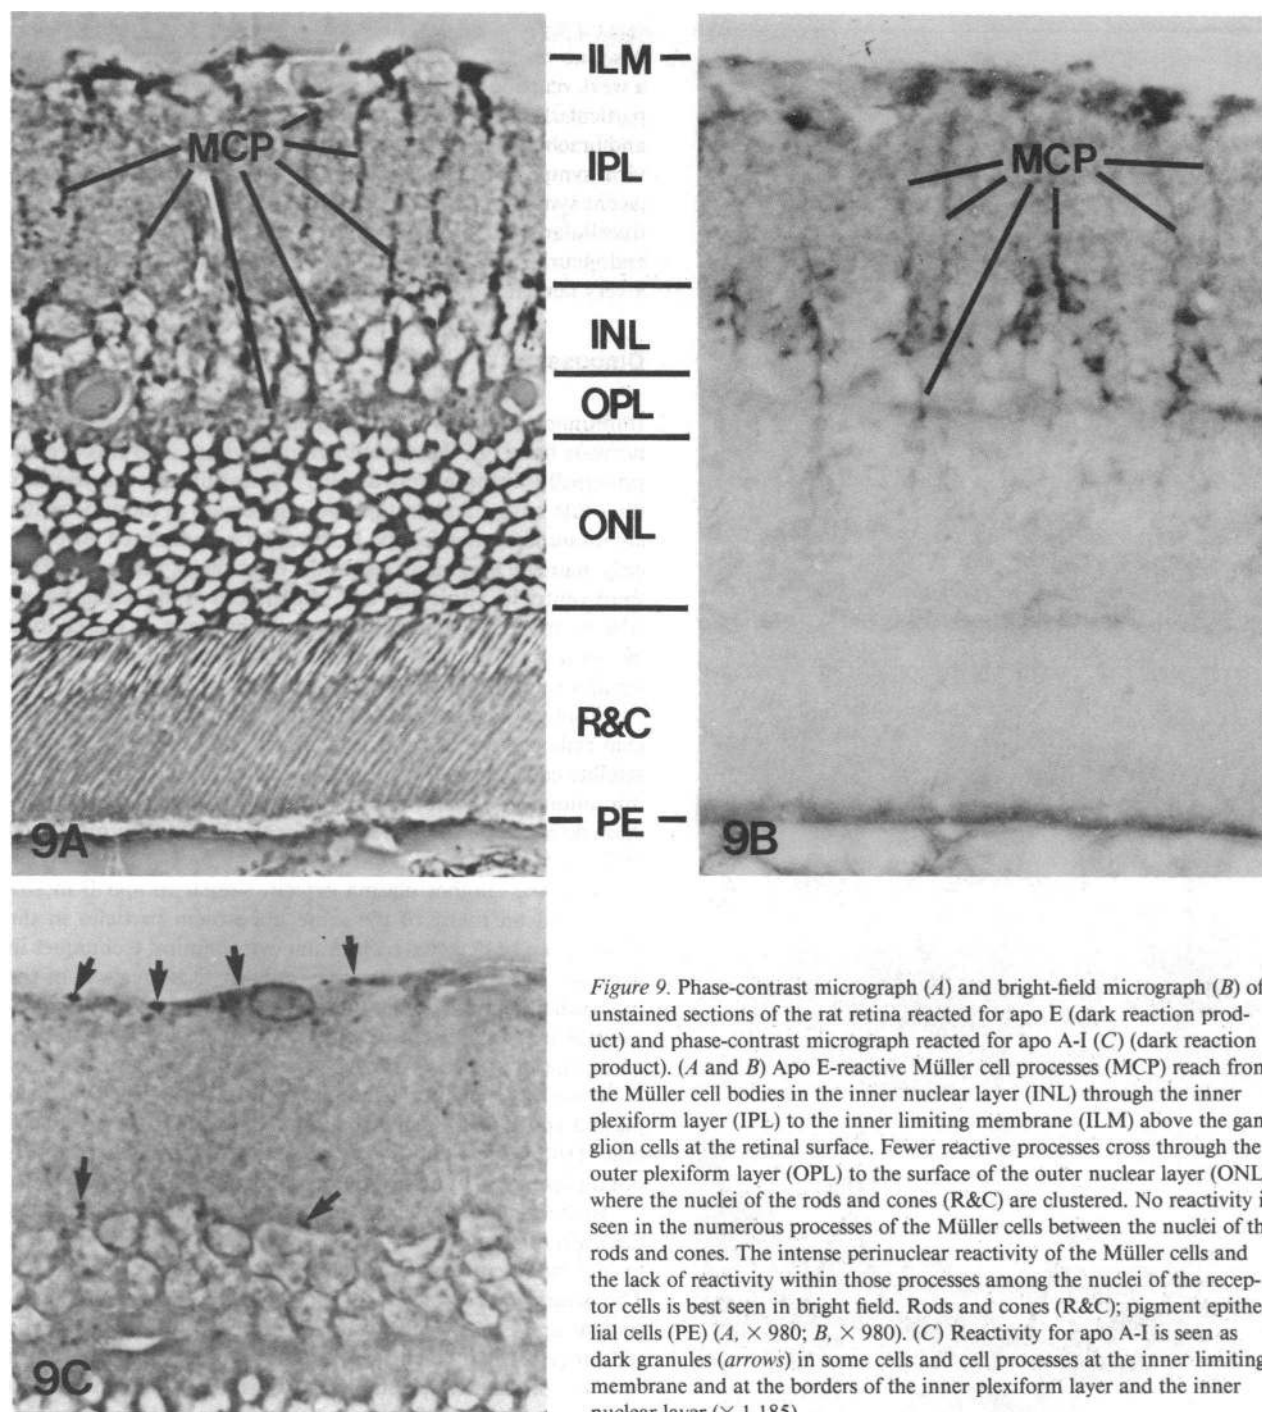 ILM
MCP
IPL
MCP
INL
OPL
ONL
R&C
PE
9A
9B
9C
Figure 9. Phase-contrast micrograph (A) and bright-field micrograph (B) of
unstained sections of the rat retina reacted for apo E (dark reaction prod-
uct) and phase-contrast micrograph reacted for apo A-I (C) (dark reaction
product). (A and B) Apo E-reactive Müller cell processes (MCP) reach from
the Müller cell bodies in the inner nuclear layer (INL) through the inner
plexiform layer (IPL) to the inner limiting membrane (ILM) above the gan
glion cells at the retinal surface. Fewer reactive processes cross through the
outer plexiform layer (OPL) to the surface of the outer nuclear layer (ONL
where the nuclei of the rods and cones (R&C) are clustered. No reactivity i
seen in the numerous processes of the Müller cells between the nuclei of th
rods and cones. The intense perinuclear reactivity of the Müller cells and
the lack of reactivity within those processes among the nuclei of the recep-
tor cells is best seen in bright field. Rods and cones (R&C); pigment epithe
lial cells (PE) (A, × 980; B, × 980). (C) Reactivity for apo A-I is seen as
dark granules (arrows) in some cells and cell processes at the inner limiting
membrane and at the borders of the inner plexiform layer and the inner
nuclear layer (× 1,185).